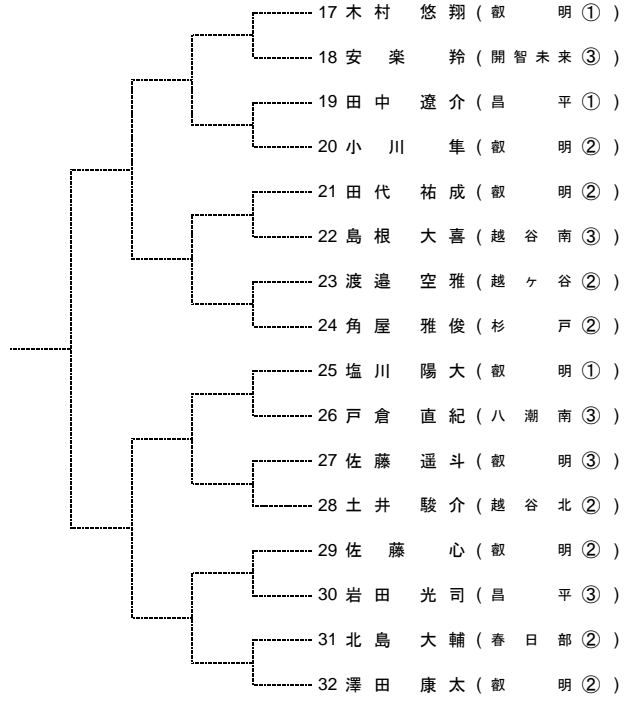 17 木村 悠翔 (叡明①)
18 安楽 羚 (開智未来③)
19 田中 遼介 (昌平①)
20 小川 隼 (叡明②)
21 田代 祐成 (叡明②)
22 島根 大喜 (越谷南③)
23 渡邉 空雅 (越ヶ谷②)
24 角屋 雅俊 (杉戸②)
25 塩川 陽大 (叡明①)
26 戸倉 直紀 (八潮南③)
27 佐藤 遥斗 (叡明③)
28 土井 駿介 (越谷北②)
29 佐藤 心 (叡明②)
30 岩田 光司 (昌平③)
31 北島 大輔 (春日部②)
32 澤田 康太 (叡明②)